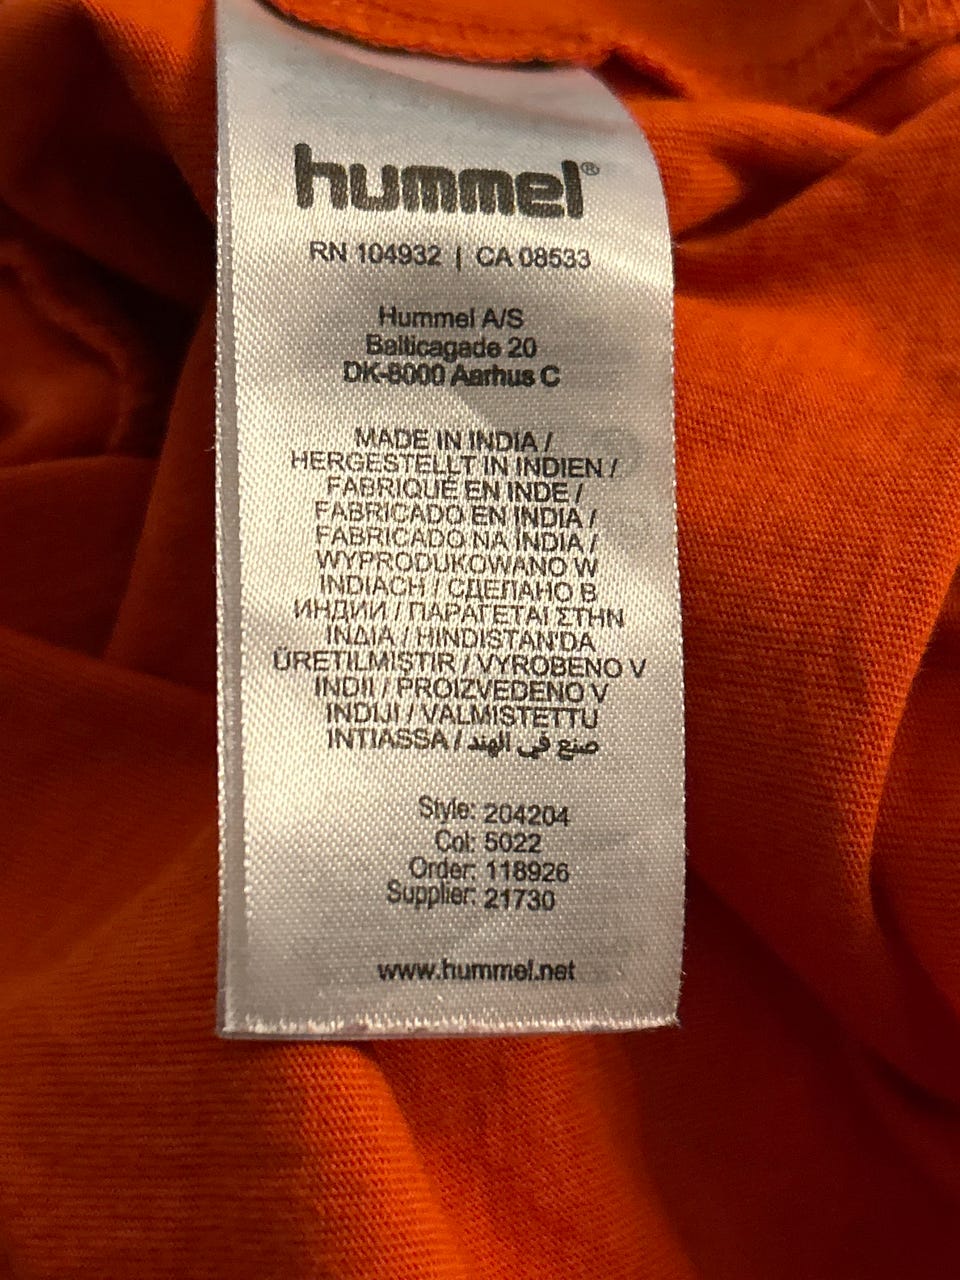 hummel®
RN 104932 | CA 08533
Hummel A/S
Balticagade 20
DK-8000 Aarhus C
MADE IN INDIA /
HERGESTELLT IN INDIEN /
FABRIQUÉ EN INDE /
FABRICADO EN INDIA /
FABRICADO NA ÍNDIA /
WYPRODUKOWANO W
INDIACH / СДЕЛАНО В
ИНДИИ / ΠΑΡΑΓΕΤΑΙ ΣΤΗΝ
ΙΝΔΙΑ / HINDISTAN'DA
ÜRETILMISTIR / VYROBENO V
INDII / PROIZVEDENO V
INDIJI / VALMISTETTU
INTIASSA / صنع في الهند
Style: 204204
Col: 5022
Order: 118926
Supplier: 21730
www.hummel.net